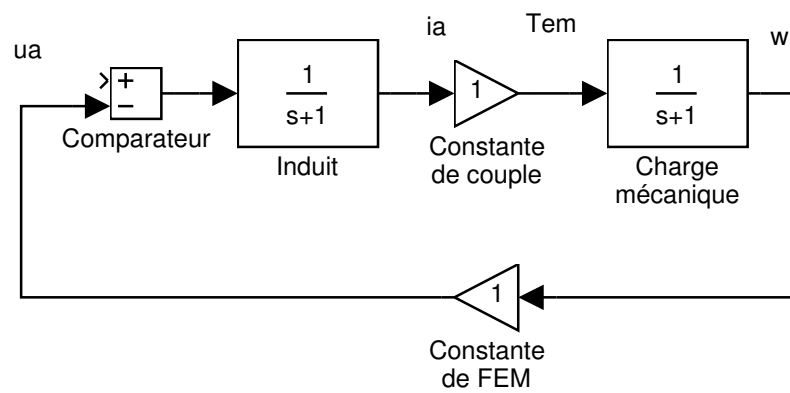 ua
ia
Tem
w
+
−
1
s+1
1
1
s+1
Comparateur
Induit
Constante
de couple
Charge
mécanique
1
Constante
de FEM